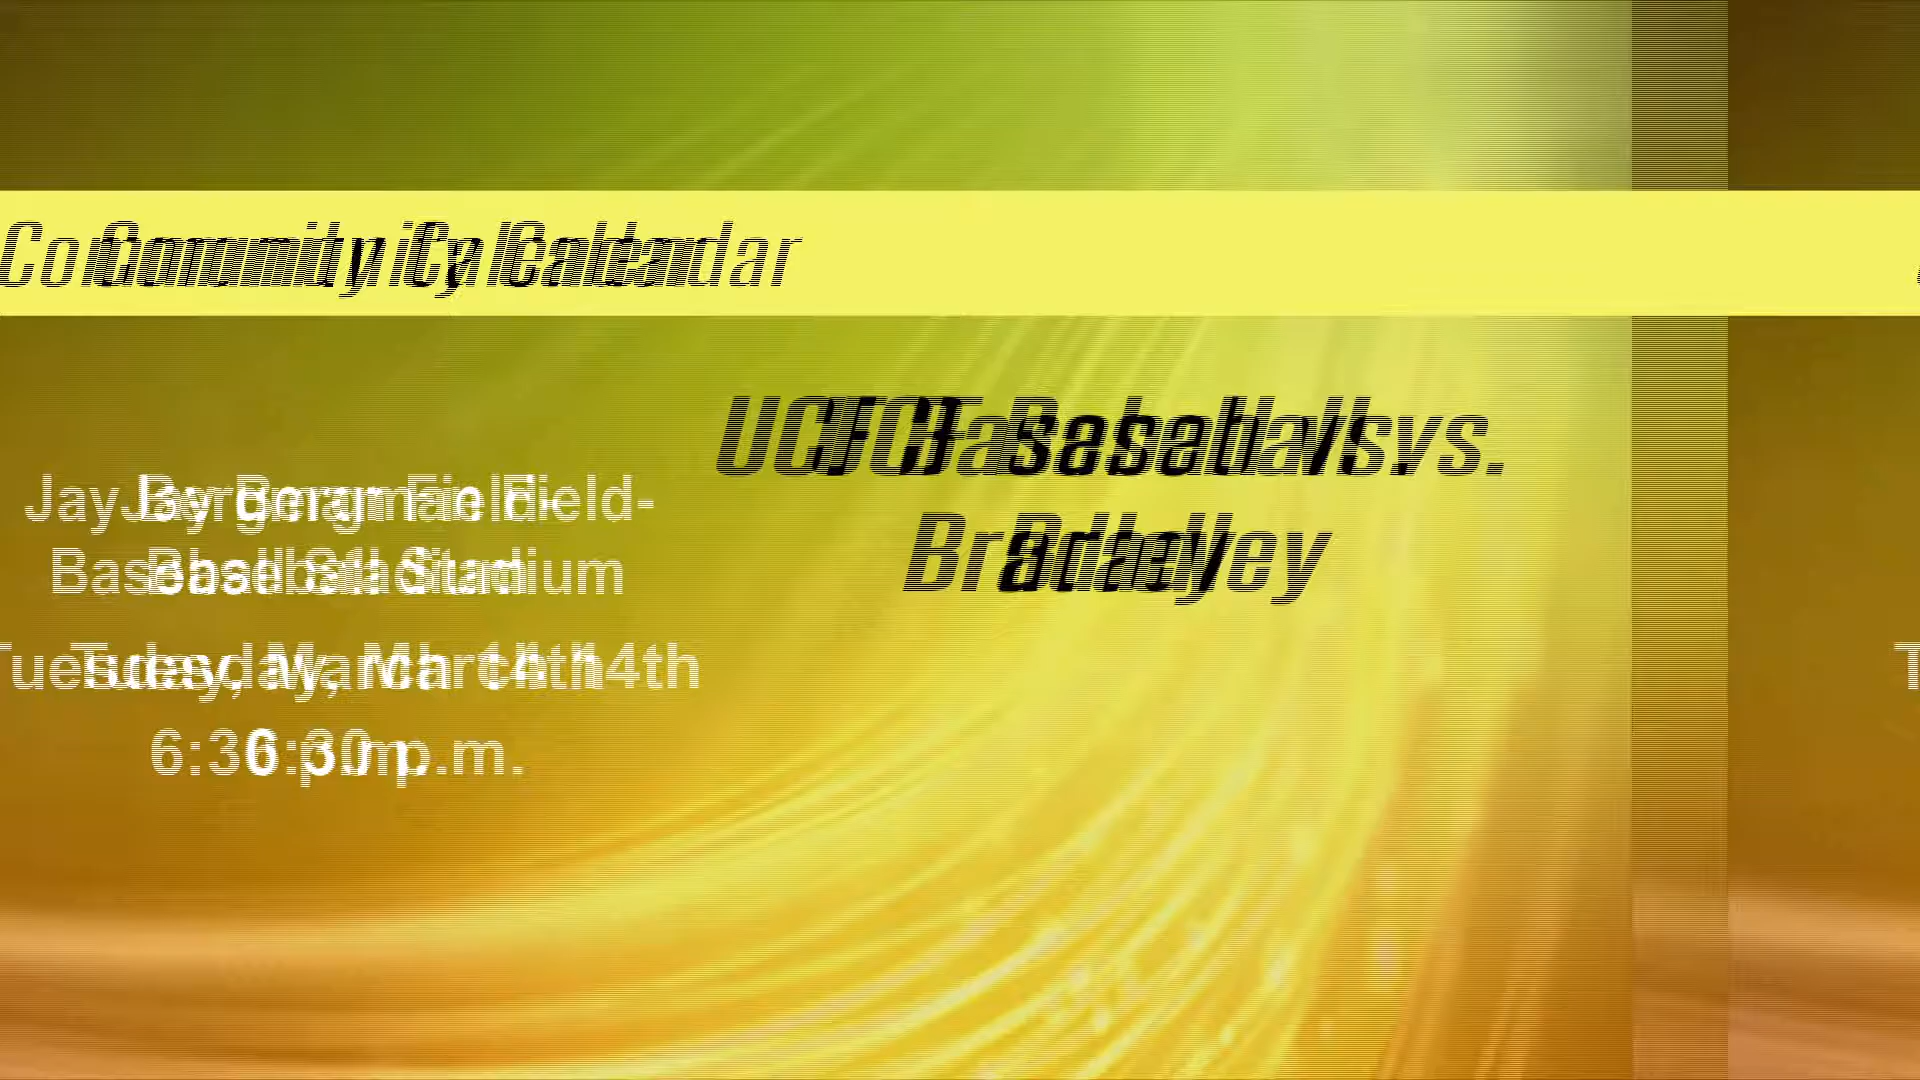 Community Calendar
UCF Baseball vs.
Bradley
Jay Bergman Field-
Baseball Stadium
Tuesday, March 14th
6:30 p.m.